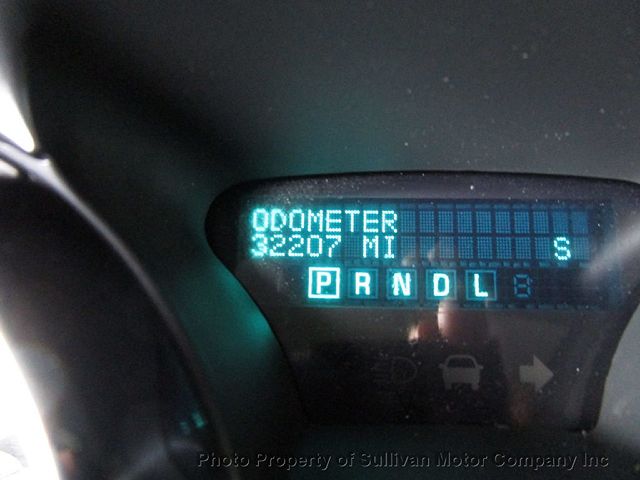 ODOMETER
32207 MI S
P R N D L
Photo Property of Sullivan Motor Company Inc